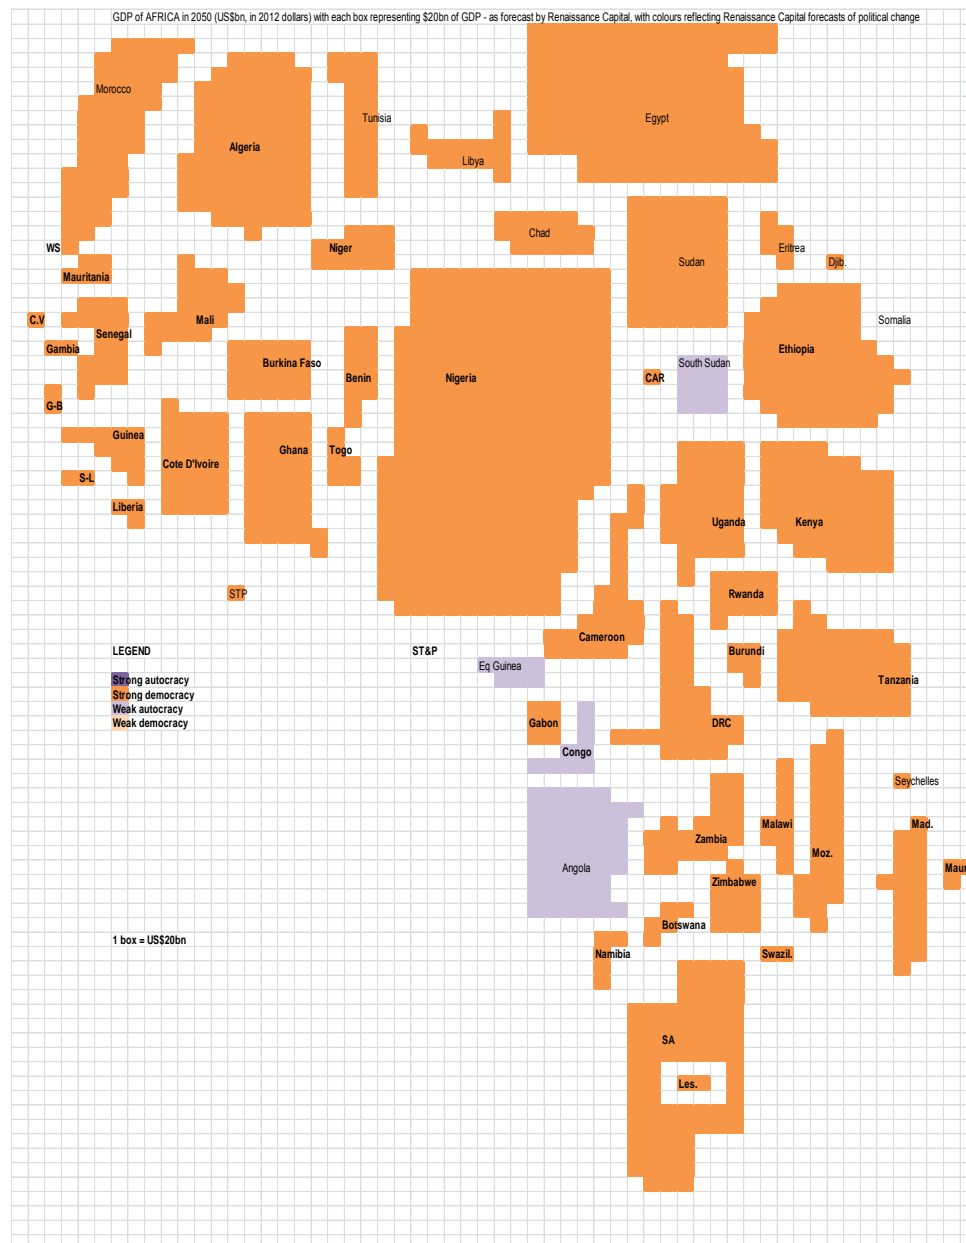 GDP of AFRICA in 2050 (US$bn, in 2012 dollars) with each box representing $20bn of GDP - as forecast by Renaissance Capital, with colours reflecting Renaissance Capital forecasts of political change
Morocco
Tunisia
Egypt
Algeria
Libya
Chad
WS
Niger
Eritrea
Sudan
Djib.
Mauritania
C.V
Mali
Somalia
Senegal
Gambia
Ethiopia
Burkina Faso
South Sudan
Benin
Nigeria
CAR
G-B
Guinea
Ghana
Togo
Cote D'Ivoire
S-L
Liberia
Uganda
Kenya
STP
Rwanda
Cameroon
LEGEND
ST&P
Burundi
Eq Guinea
Strong autocracy
Tanzania
Strong democracy
Weak autocracy
Weak democracy
Gabon
DRC
Congo
Seychelles
Malawi
Mad.
Zambia
Moz.
Angola
Maur
Zimbabwe
Botswana
1 box = US$20bn
Namibia
Swazil.
SA
Les.